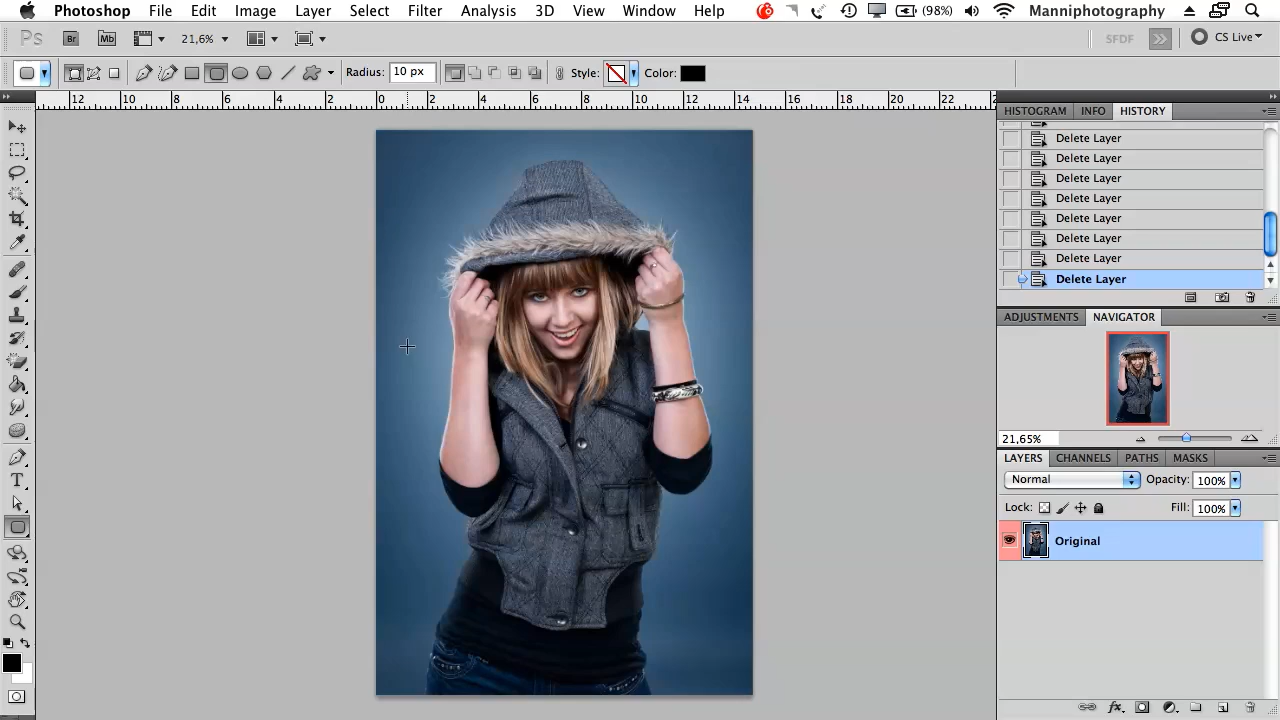 Photoshop File Edit Image Layer Select Filter Analysis 3D View Window Help (98%) Manniphotography
Ps Br Mb 21,6% SFDF CS Live
Radius: 10 px Style: Color:
12 10 8 6 4 2 0 2 4 6 8 10 12 14 16 18 20 22
HISTOGRAM INFO HISTORY
Delete Layer
Delete Layer
Delete Layer
Delete Layer
Delete Layer
Delete Layer
Delete Layer
Delete Layer
ADJUSTMENTS NAVIGATOR
21,65%
LAYERS CHANNELS PATHS MASKS
Normal Opacity: 100%
Lock: Fill: 100%
Original